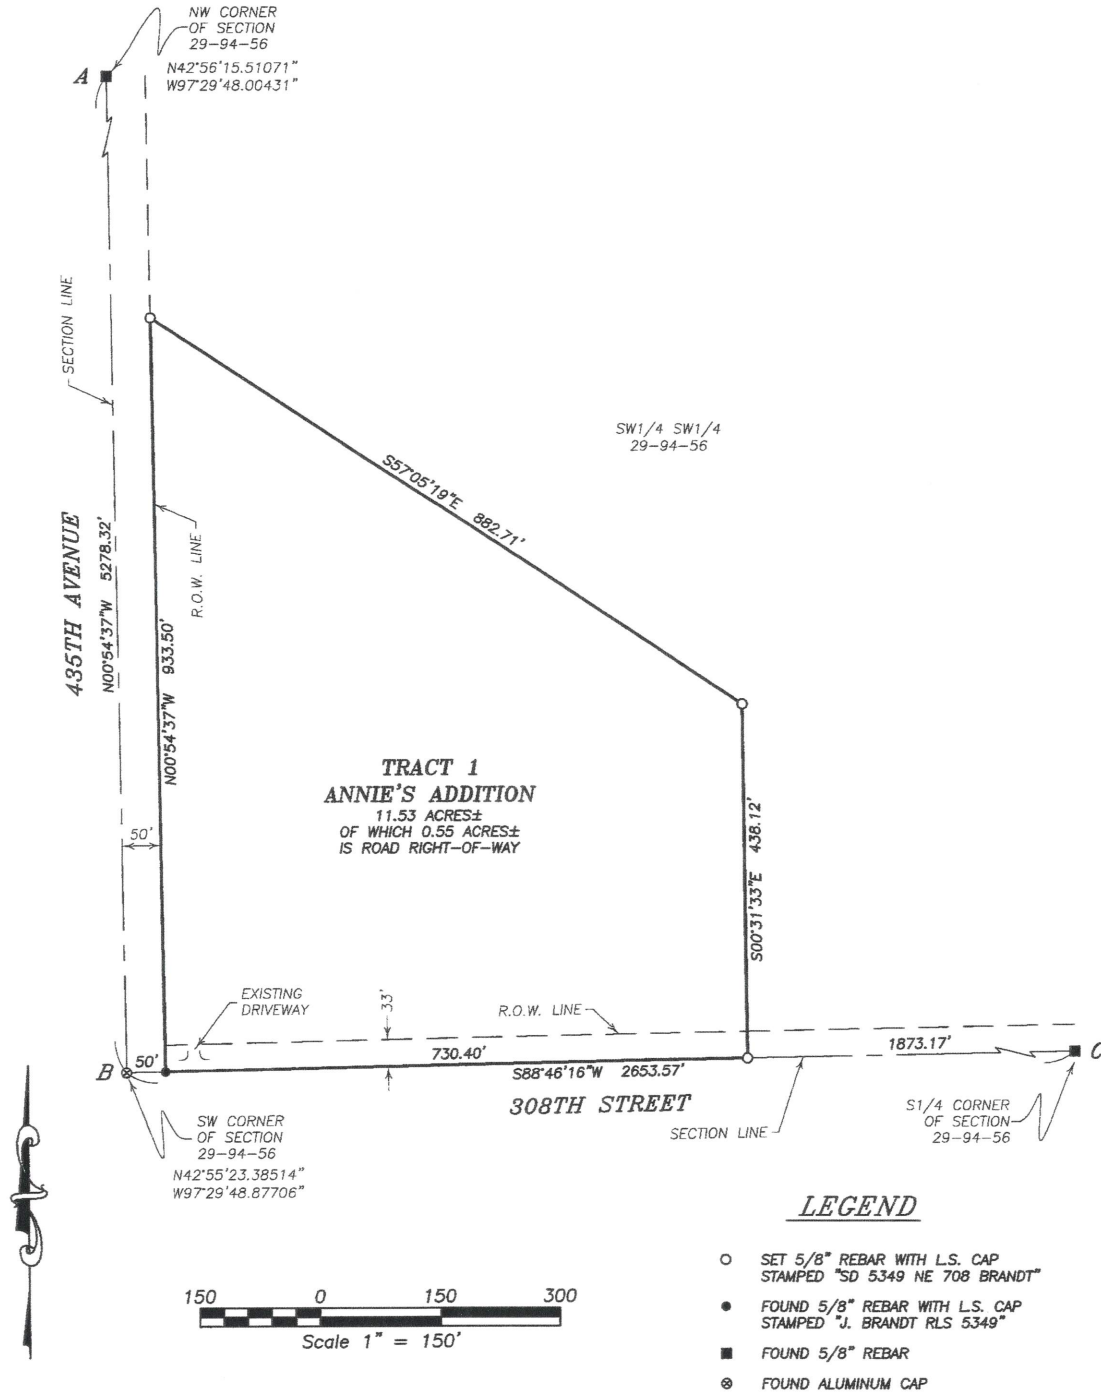 NW CORNER
OF SECTION
29-94-56
N42°56'15.51071"
W97°29'48.00431"
A
SECTION LINE
SW1/4 SW1/4
29-94-56
S57°05'19"E 882.71'
R.O.W. LINE
435TH AVENUE
N00°54'37"W 5278.32'
N00°54'37"W 933.50'
TRACT 1
ANNIE'S ADDITION
11.53 ACRES±
OF WHICH 0.55 ACRES±
IS ROAD RIGHT-OF-WAY
50'
S00°31'33"E 438.12'
EXISTING
DRIVEWAY
33'
R.O.W. LINE
730.40'
1873.17'
C
B
50'
S88°46'16"W 2653.57'
308TH STREET
SECTION LINE
S1/4 CORNER
OF SECTION
29-94-56
SW CORNER
OF SECTION
29-94-56
N42°55'23.38514"
W97°29'48.87706"
LEGEND
SET 5/8" REBAR WITH L.S. CAP
STAMPED "SD 5349 NE 708 BRANDT"
FOUND 5/8" REBAR WITH L.S. CAP
STAMPED "J. BRANDT RLS 5349"
FOUND 5/8" REBAR
FOUND ALUMINUM CAP
150 0 150 300
Scale 1" = 150'